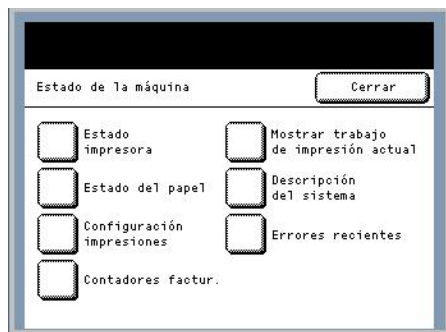 Estado de la máquina
Cerrar
Estado
impresora
Estado del papel
Configuración
impresiones
Contadores factur.
Mostrar trabajo
de impresión actual
Descripción
del sistema
Errores recientes